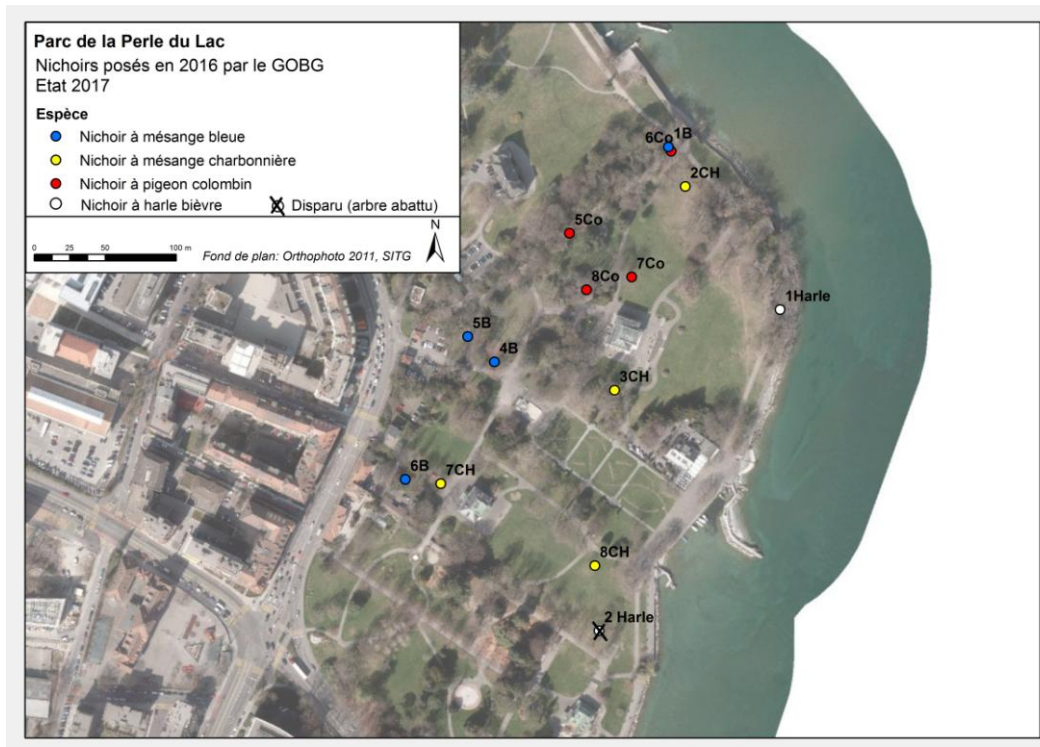 Parc de la Perle du Lac
Nichoirs posés en 2016 par le GOBG
Etat 2017
Espèce
Nichoir à mésange bleue
Nichoir à mésange charbonnière
Nichoir à pigeon colombin
Nichoir à harle bièvre Disparu (arbre abattu)
N
0 25 50 100 m
Fond de plan: Orthophoto 2011, SITG
6Co 1B
2CH
5Co
7Co
8Co
1Harle
5B
4B
3CH
6B 7CH
8CH
2 Harle